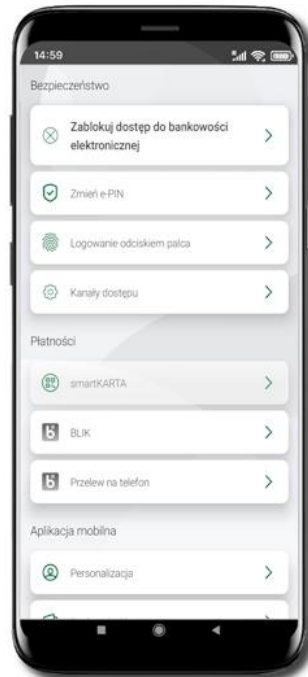 14:59
Bezpieczeństwo
Zablokuj dostęp do bankowości
elektronicznej
Zmień e-PIN
Logowanie odciskiem palca
Kanały dostępu
Płatności
smartKARTA
BLIK
Przelew na telefon
Aplikacja mobilna
Personalizacja